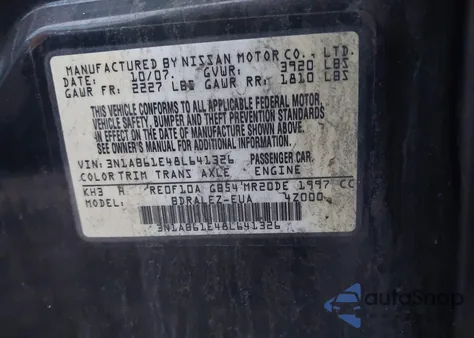 MANUFACTURED BY NISSAN MOTOR CO., LTD.
DATE: 10/07 GVWR: 3920 LBS
GAWR FR: 2227 LBS GAWR RR: 1810 LBS
THIS VEHICLE CONFORMS TO ALL APPLICABLE FEDERAL MOTOR
VEHICLE SAFETY, BUMPER AND THEFT PREVENTION STANDARDS
IN EFFECT ON THE DATE OF MANUFACTURE SHOWN ABOVE.
SEE OWNER'S MANUAL FOR ADDITIONAL INFORMATION.
VIN: 3N1AB61E48L641326 PASSENGER CAR
COLOR TRIM TRANS AXLE ENGINE
KH3 REOF10A GB54 MR20DE 1997 CC
MODEL: BDRALEZ-EUA 4Z000
3N1AB61E48L641326
autoShop